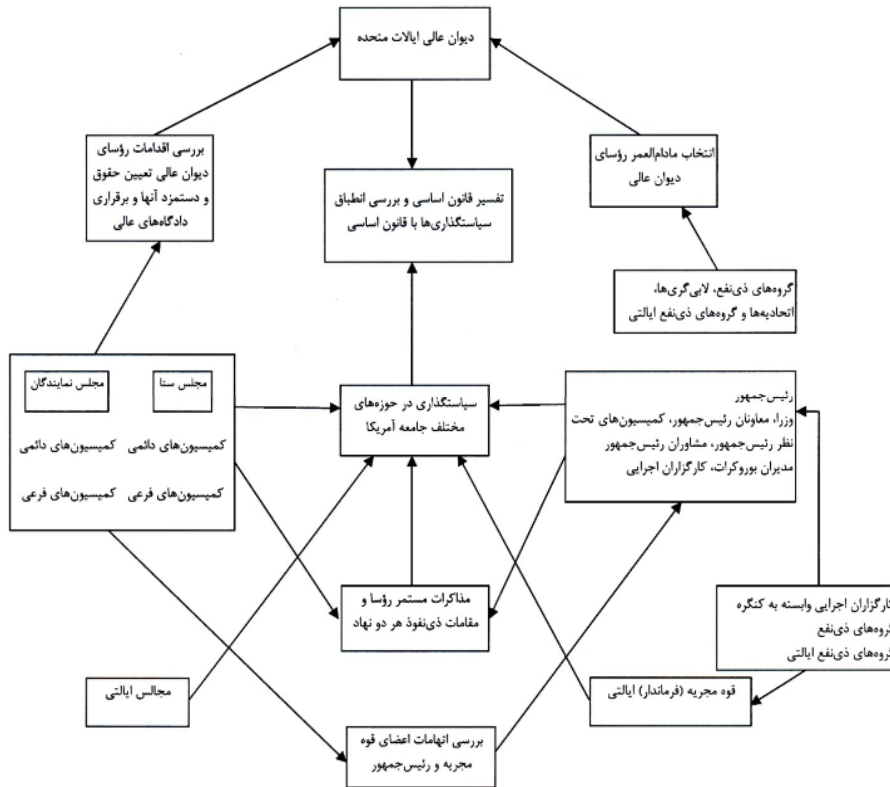 دیوان عالی ایالات متحده
بررسی اقدامات رؤسای
دیوان عالی تعیین حقوق
و دستمزد آنها و برقراری
دادگاه‌های عالی
تفسیر قانون اساسی و بررسی انطباق
سیاستگذاری‌ها با قانون اساسی
انتخاب مادام‌العمر رؤسای
دیوان عالی
گروه‌های ذی‌نفع، لابی‌گری‌ها،
اتحادیه‌ها و گروه‌های ذی‌نفع ایالتی
مجلس سنا
مجلس نمایندگان
کمیسیون‌های دائمی
کمیسیون‌های دائمی
کمیسیون‌های فرعی
کمیسیون‌های فرعی
سیاستگذاری در حوزه‌های
مختلف جامعه آمریکا
رئیس‌جمهور
وزرا، معاونان رئیس‌جمهور، کمیسیون‌های تحت
نظر رئیس‌جمهور، مشاوران رئیس‌جمهور
مدیران بوروکرات، کارگزاران اجرایی
مذاکرات مستمر رؤسا و
مقامات ذی‌نفوذ هر دو نهاد
کارگزاران اجرایی وابسته به کنگره
گروه‌های ذی‌نفع
گروه‌های ذی‌نفع ایالتی
مجالس ایالتی
قوه مجریه (فرماندار) ایالتی
بررسی اتهامات اعضای قوه
مجریه و رئیس‌جمهور